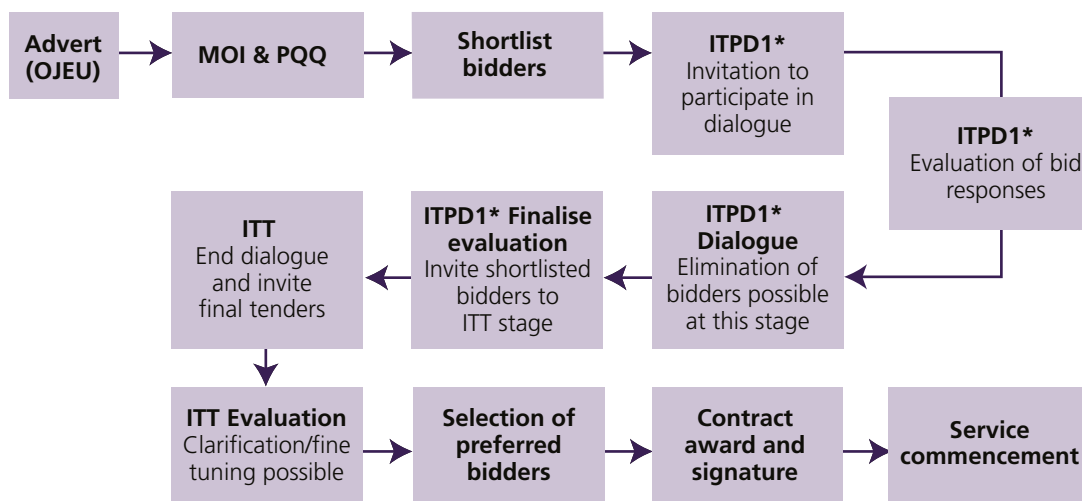 Advert
(OJEU)
MOI & PQQ
Shortlist
bidders
ITPD1*
Invitation to
participate in
dialogue
ITPD1*
Evaluation of bid
responses
ITPD1*
Dialogue
Elimination of
bidders possible
at this stage
ITPD1* Finalise
evaluation
Invite shortlisted
bidders to
ITT stage
ITT
End dialogue
and invite
final tenders
ITT Evaluation
Clarification/fine
tuning possible
Selection of
preferred
bidders
Contract
award and
signature
Service
commencement